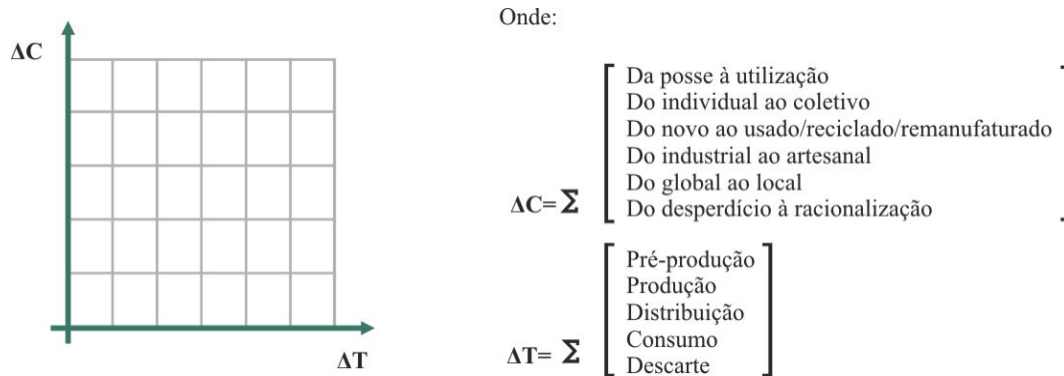 ΔC
ΔT
Onde:
Da posse à utilização
Do individual ao coletivo
Do novo ao usado/reciclado/remanufaturado
Do industrial ao artesanal
Do global ao local
ΔC= Σ
Do desperdício à racionalização
Pré-produção
Produção
Distribuição
Consumo
ΔT= Σ
Descarte